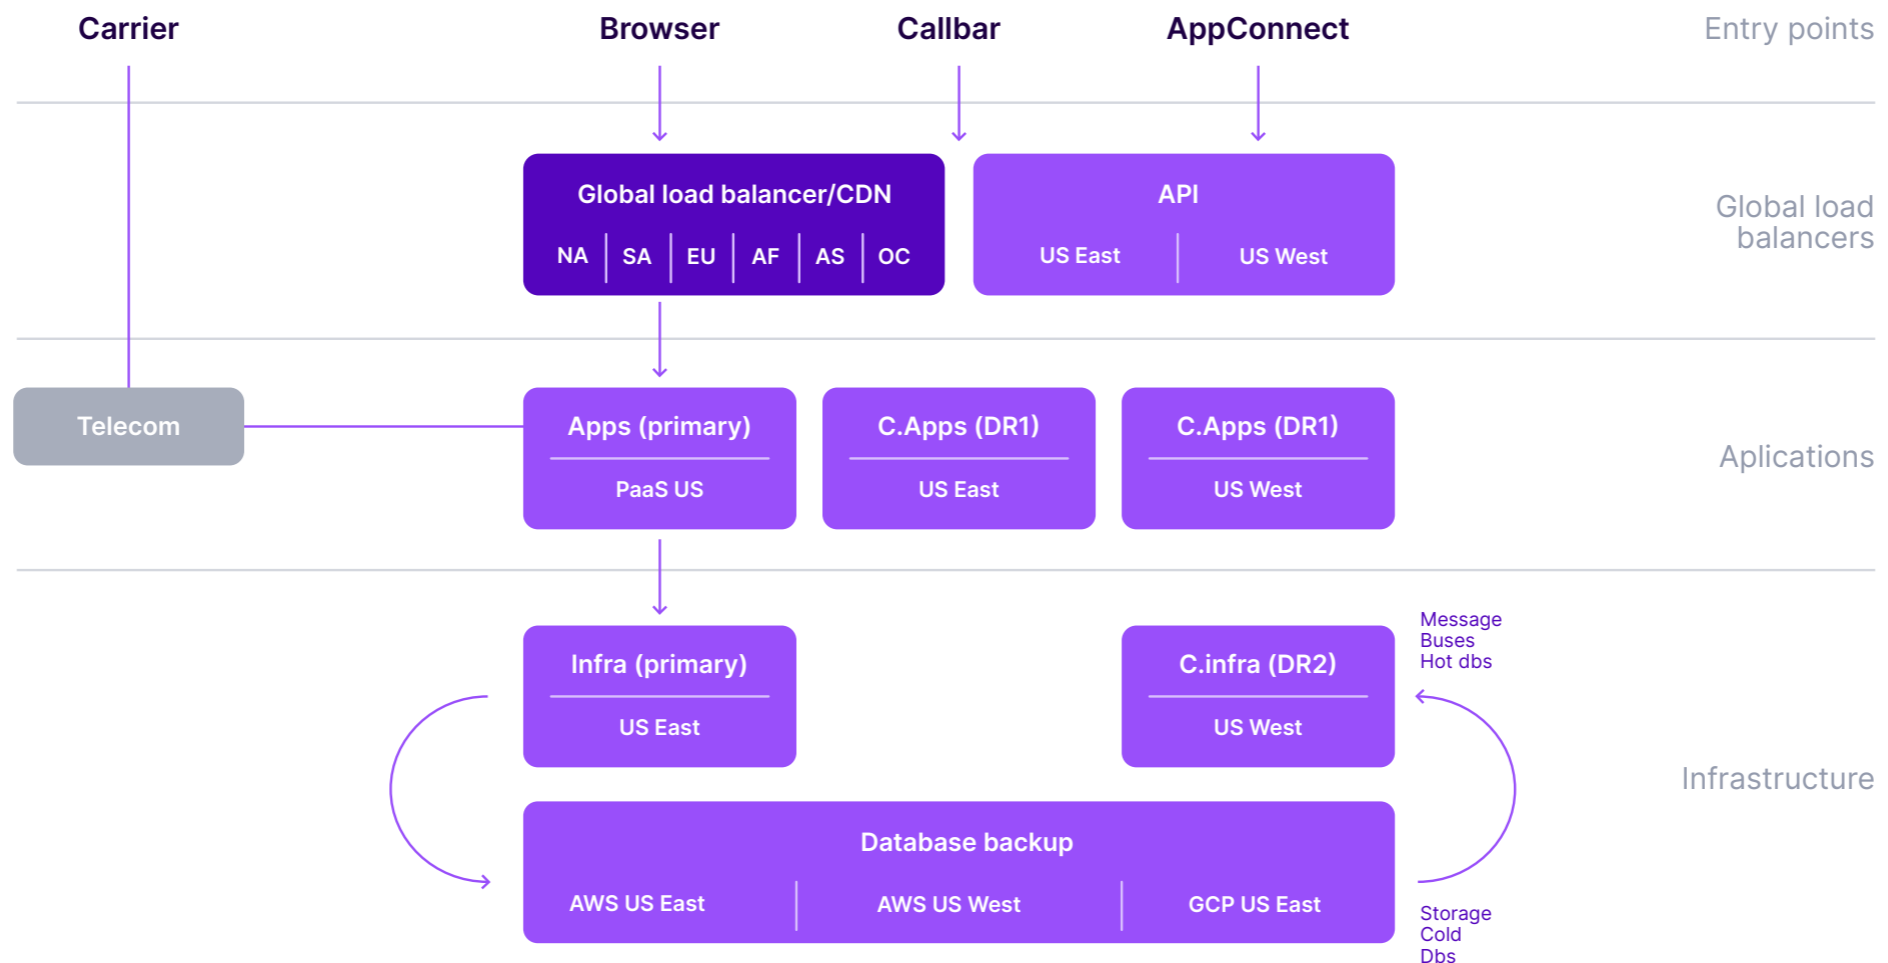 Carrier
Browser
Callbar
AppConnect
Entry points
Global load balancer/CDN
NA
SA
EU
AF
AS
OC
API
US East
US West
Global load
balancers
Telecom
Apps (primary)
PaaS US
C.Apps (DR1)
US East
C.Apps (DR1)
US West
Aplications
Infra (primary)
US East
C.infra (DR2)
US West
Message
Buses
Hot dbs
Infrastructure
Database backup
AWS US East
AWS US West
GCP US East
Storage
Cold
Dbs